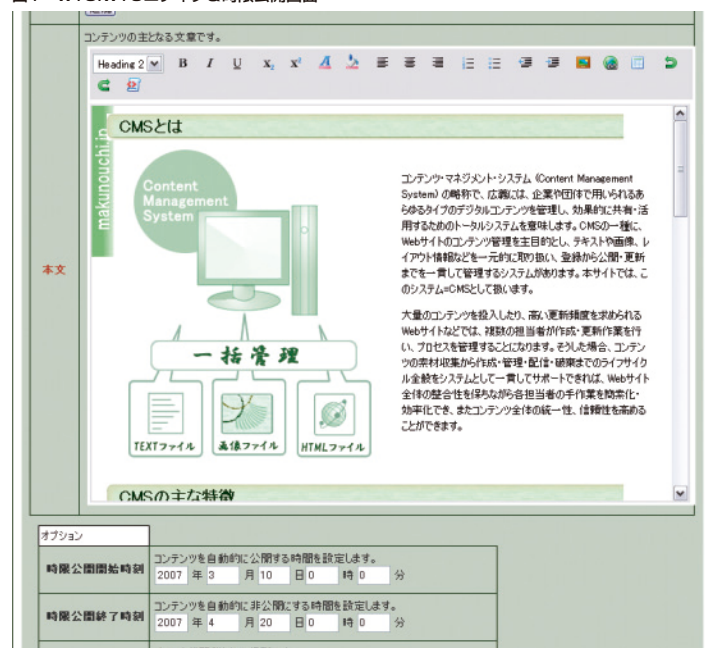 コンテンツの主となる文章です。
Heading 2 B I U x₂ x²
本文
makunouchi.jp
CMSとは
Content
Management
System
一括管理
TEXTファイル 画像ファイル HTMLファイル
コンテンツ・マネジメント・システム (Content Management
System) の略称で、広義には、企業や団体で用いられるあ
らゆるタイプのデジタルコンテンツを管理し、効果的に共有・活
用するためのトータルシステムを意味します。CMSの一種に、
Webサイトのコンテンツ管理を主目的とし、テキストや画像、レ
イアウト情報などを一元的に取り扱い、登録から公開・更新
までを一貫して管理するシステムがあります。本サイトでは、こ
のシステム=CMSとして扱います。
大量のコンテンツを投入したり、高い更新頻度を求められる
Webサイトなどでは、複数の担当者が作成・更新作業を行
い、プロセスを管理することになります。そうした場合、コンテン
ツの素材収集から作成・管理・配信・破棄までのライフサイク
ル全般をシステムとして一貫してサポートできれば、Webサイト
全体の整合性を保ちながら各担当者の手作業を簡素化・
効率化でき、またコンテンツ全体の統一性、信頼性を高める
ことができます。
CMSの主な特徴
オプション
時限公開開始時刻
コンテンツを自動的に公開する時間を設定します。
2007 年 3 月 10 日 0 時 0 分
時限公開終了時刻
コンテンツを自動的に非公開にする時間を設定します。
2007 年 4 月 20 日 0 時 0 分